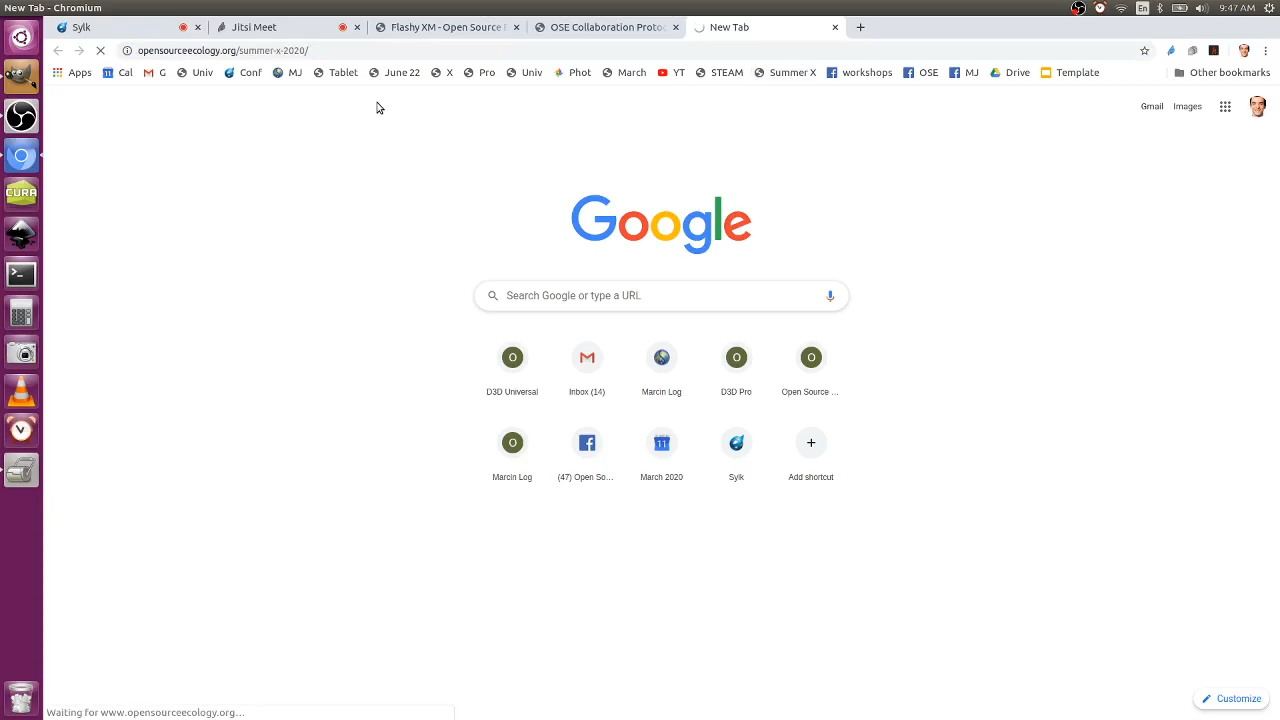 New Tab - Chromium
En
9:47 AM
Sylk
Jitsi Meet
Flashy XM - Open Source E
OSE Collaboration Protoc
New Tab
opensourceecology.org/summer-x-2020/
Apps
Cal
G
Univ
Conf
MJ
Tablet
June 22
X
Pro
Univ
Phot
March
YT
STEAM
Summer X
workshops
OSE
MJ
Drive
Template
Other bookmarks
Gmail
Images
CURA
Google
Search Google or type a URL
O
O
O
D3D Universal
Inbox (14)
Marcin Log
D3D Pro
Open Source ...
O
11
Marcin Log
(47) Open So...
March 2020
Sylk
Add shortcut
Customize
Waiting for www.opensourceecology.org...